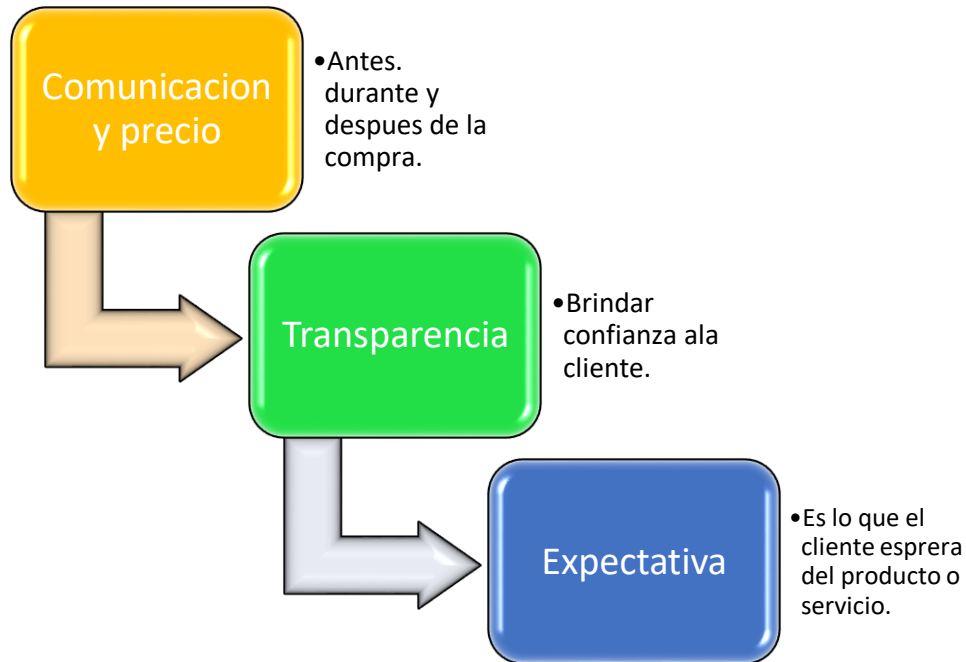 Comunicacion
y precio
•Antes.
durante y
despues de la
compra.
Transparencia
•Brindar
confianza ala
cliente.
Expectativa
•Es lo que el
cliente esprera
del producto o
servicio.